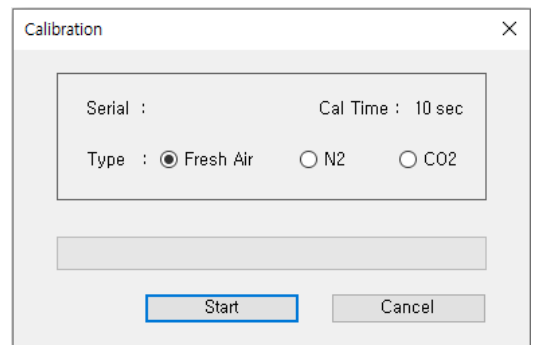 Calibration
Serial : Cal Time : 10 sec
Type : Fresh Air N2 CO2
Start Cancel